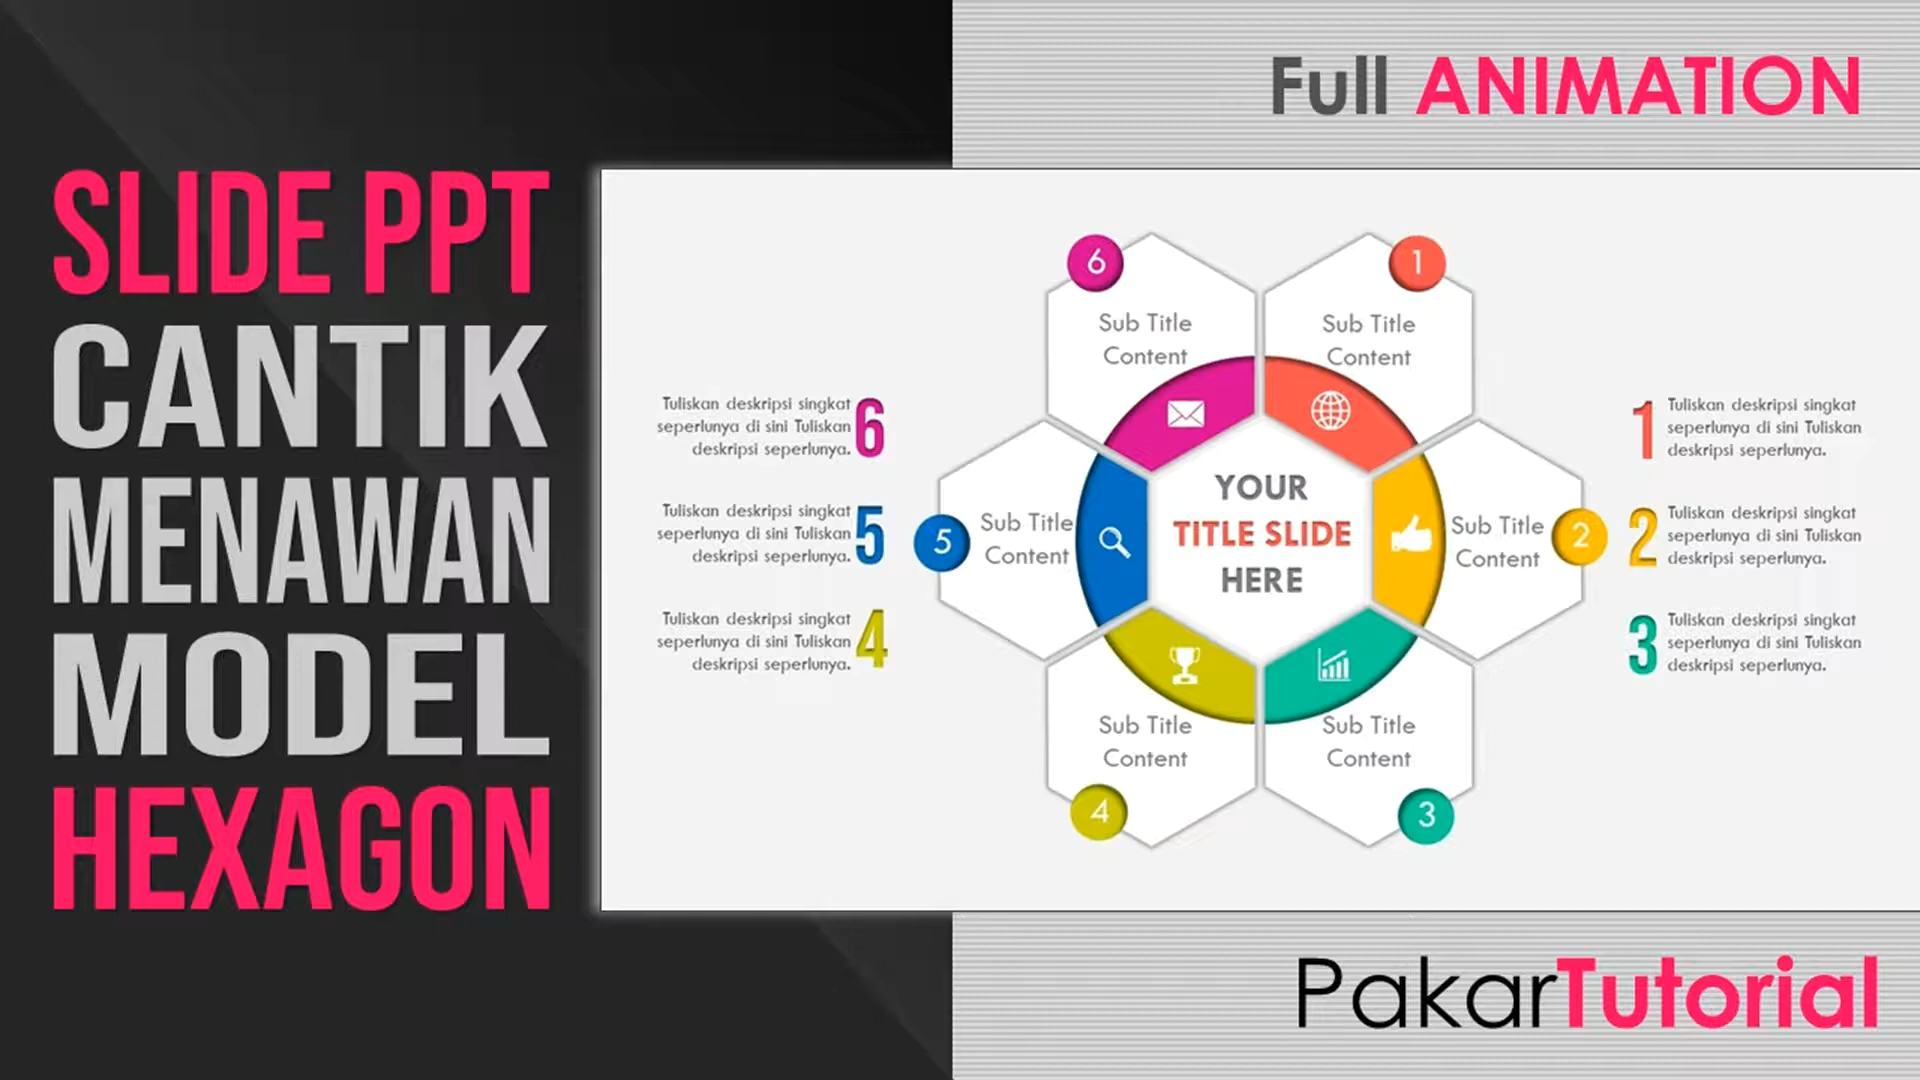 SLIDE PPT
CANTIK
MENAWAN
MODEL
HEXAGON
Full ANIMATION
6
Sub Title
Content
1
Sub Title
Content
Tuliskan deskripsi singkat
seperlunya di sini Tuliskan
deskripsi seperlunya.
6
Tuliskan deskripsi singkat
seperlunya di sini Tuliskan
deskripsi seperlunya.
5
Tuliskan deskripsi singkat
seperlunya di sini Tuliskan
deskripsi seperlunya.
4
5
Sub Title
Content
YOUR
TITLE SLIDE
HERE
Sub Title
Content
2
1
Tuliskan deskripsi singkat
seperlunya di sini Tuliskan
deskripsi seperlunya.
2
Tuliskan deskripsi singkat
seperlunya di sini Tuliskan
deskripsi seperlunya.
3
Tuliskan deskripsi singkat
seperlunya di sini Tuliskan
deskripsi seperlunya.
Sub Title
Content
4
Sub Title
Content
3
PakarTutorial